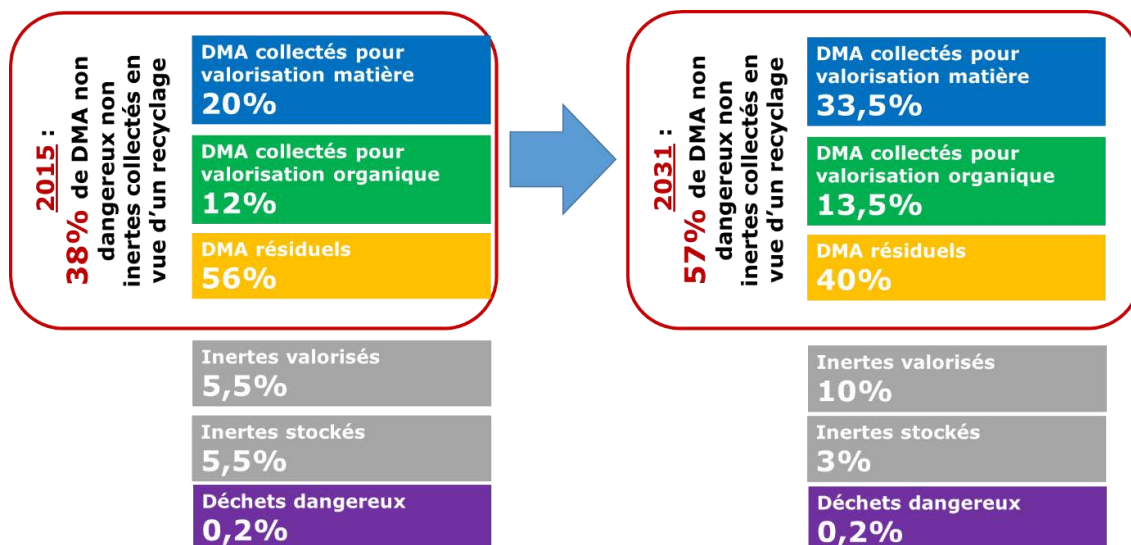 2015 :
38% de DMA non
dangereux non
inertes collectés en
vue d’un recyclage
DMA collectés pour
valorisation matière
20%
DMA collectés pour
valorisation organique
12%
DMA résiduels
56%
Inertes valorisés
5,5%
Inertes stockés
5,5%
Déchets dangereux
0,2%
2031 :
57% de DMA non
dangereux non
inertes collectés en
vue d’un recyclage
DMA collectés pour
valorisation matière
33,5%
DMA collectés pour
valorisation organique
13,5%
DMA résiduels
40%
Inertes valorisés
10%
Inertes stockés
3%
Déchets dangereux
0,2%